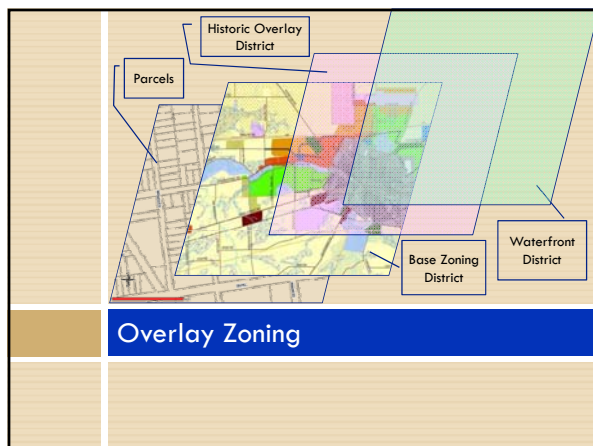 Historic Overlay
District
Parcels
Base Zoning
District
Waterfront
District
Overlay Zoning